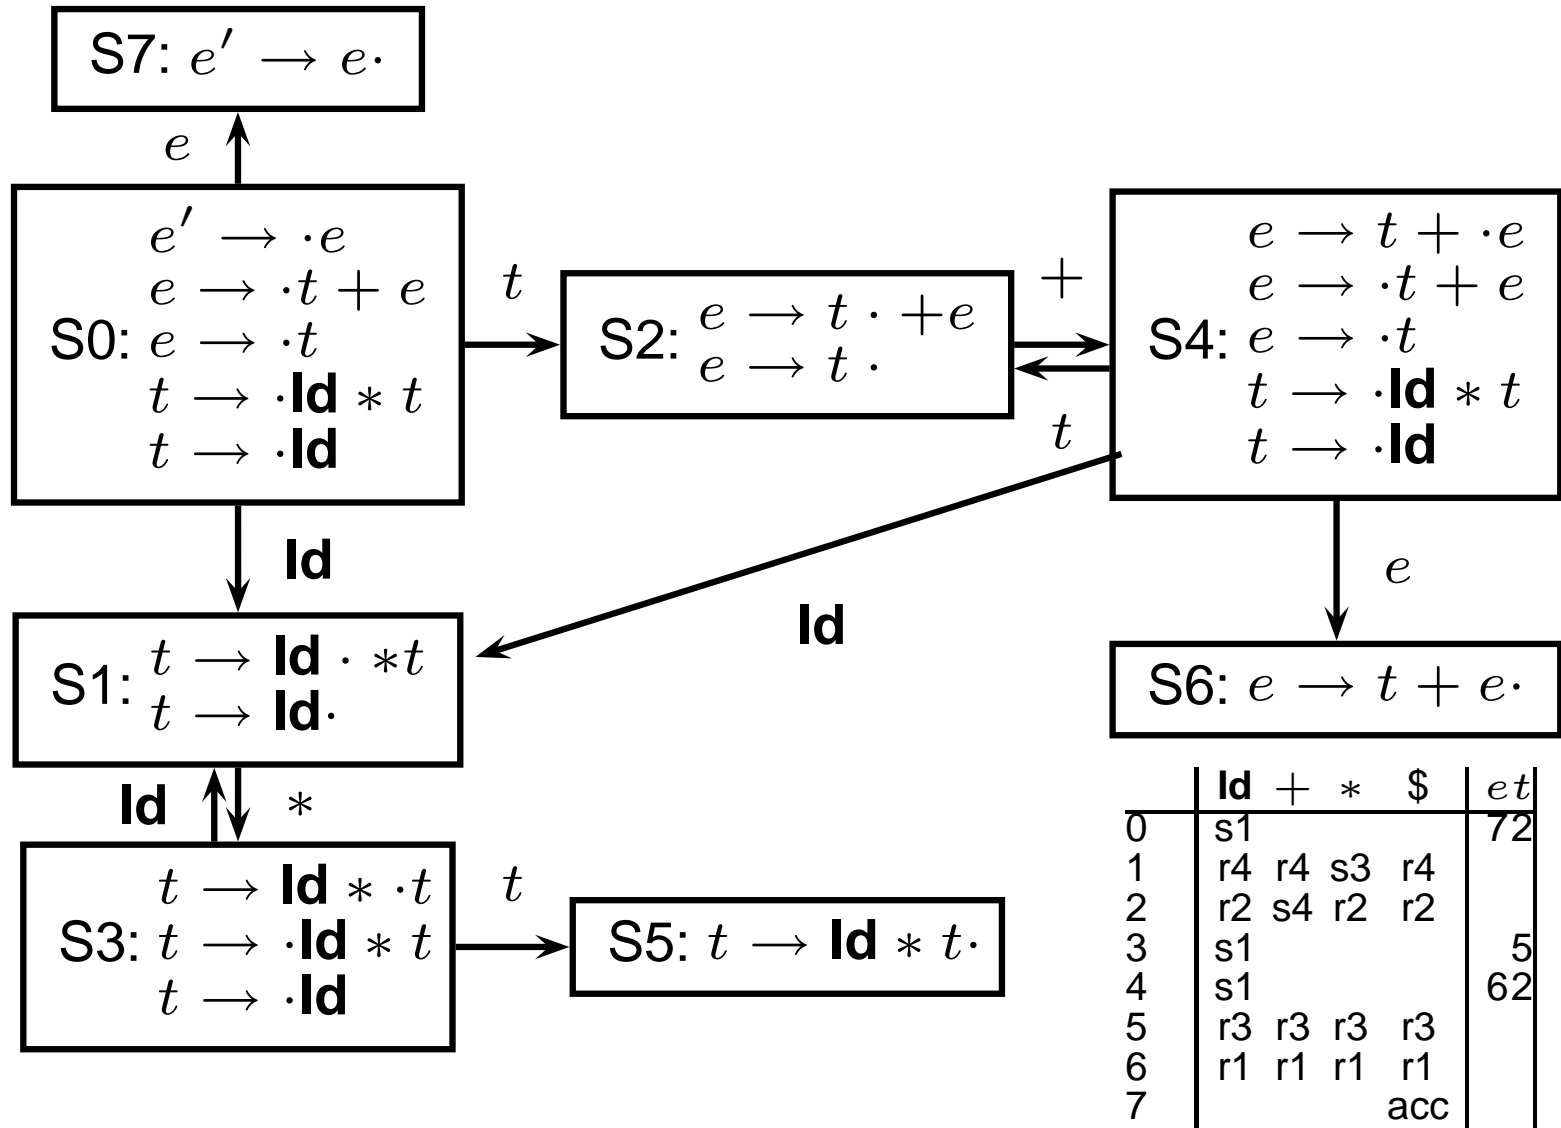 S7: e′ → e·
e
S0:
e′ → ·e
e → ·t + e
e → ·t
t → ·Id ∗ t
t → ·Id
t
S2:
e → t · +e
e → t ·
+
t
S4:
e → t + ·e
e → ·t + e
e → ·t
t → ·Id ∗ t
t → ·Id
Id
Id
e
S1:
t → Id · ∗t
t → Id·
S6: e → t + e·
Id
∗
S3:
t → Id ∗ ·t
t → ·Id ∗ t
t → ·Id
t
S5: t → Id ∗ t·
Id + ∗ $ e t
0 s1 7 2
1 r4 r4 s3 r4
2 r2 s4 r2 r2
3 s1 5
4 s1 6 2
5 r3 r3 r3 r3
6 r1 r1 r1 r1
7 acc